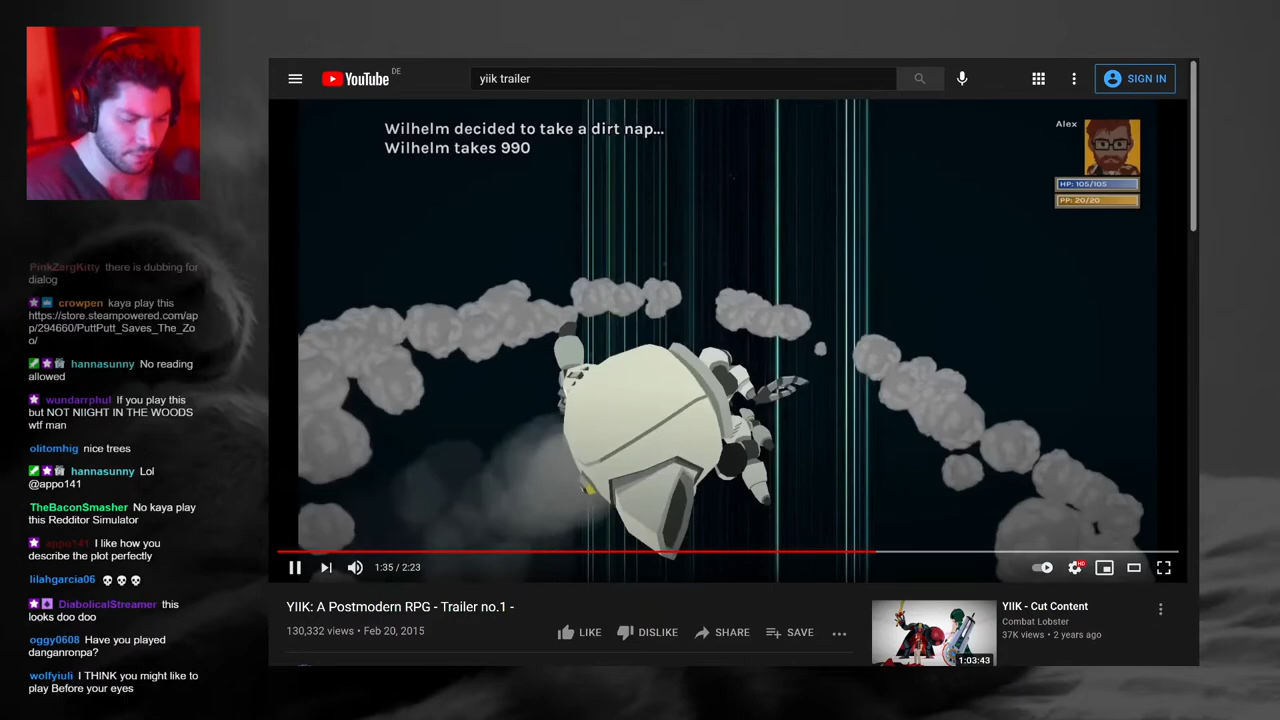 PinkZergKitty there is dubbing for
dialog
crowpen kaya play this
https://store.steampowered.com/ap
p/294660/PuttPutt_Saves_The_Zo
o/
hannasunny No reading
allowed
wundarrphul If you play this
but NOT NIIGHT IN THE WOODS
wtf man
olitomhig nice trees
hannasunny Lol
@appo141
TheBaconSmasher No kaya play
this Redditor Simulator
appo141 I like how you
describe the plot perfectly
lilahgarcia06
DiabolicalStreamer this
looks doo doo
oggy0608 Have you played
danganronpa?
wolfyiuli I THINK you might like to
play Before your eyes
YouTube DE
yiik trailer
SIGN IN
Wilhelm decided to take a dirt nap...
Wilhelm takes 990
Alex
HP: 105/105
PP: 20/20
1:35 / 2:23
HD
YIIK: A Postmodern RPG - Trailer no.1 -
130,332 views • Feb 20, 2015
LIKE
DISLIKE
SHARE
SAVE
YIIK - Cut Content
Combat Lobster
37K views • 2 years ago
1:03:43